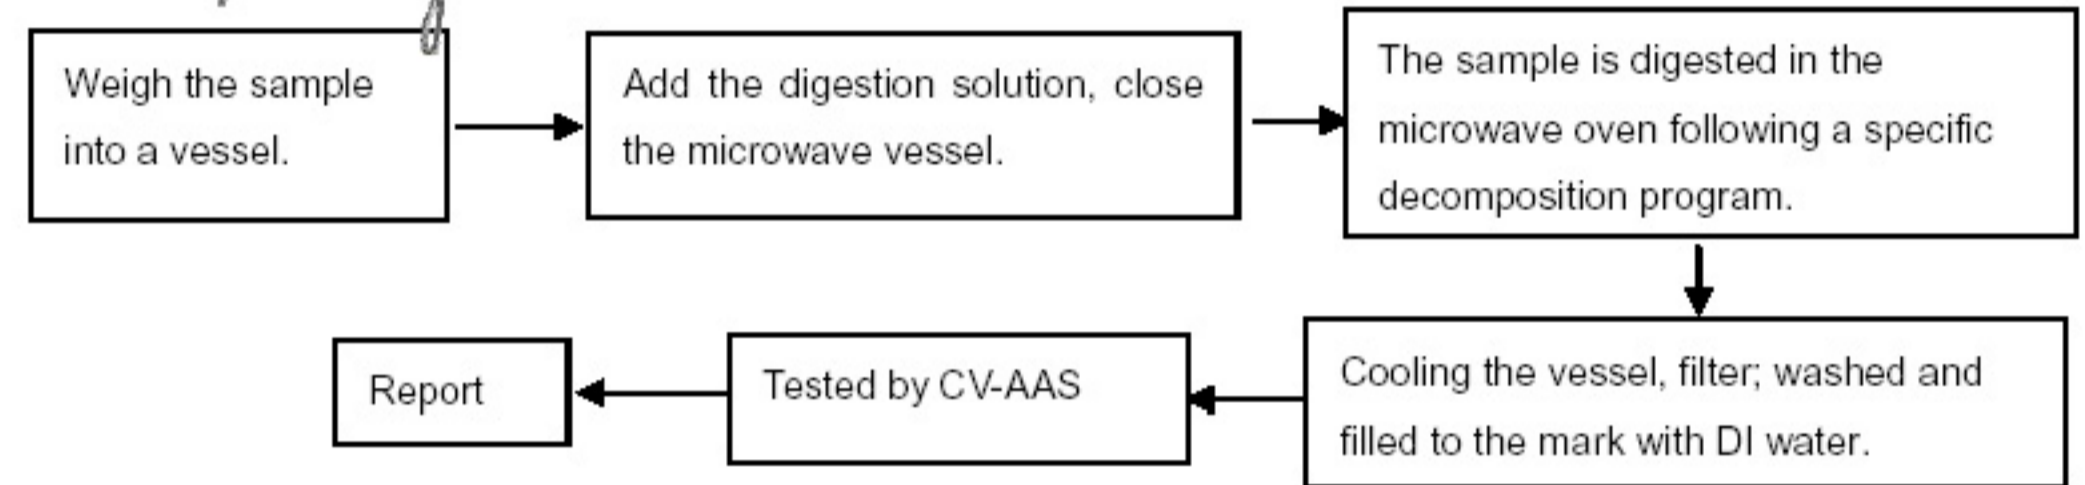 Weigh the sample
into a vessel.
Add the digestion solution, close
the microwave vessel.
The sample is digested in the
microwave oven following a specific
decomposition program.
Cooling the vessel, filter; washed and
filled to the mark with DI water.
Tested by CV-AAS
Report